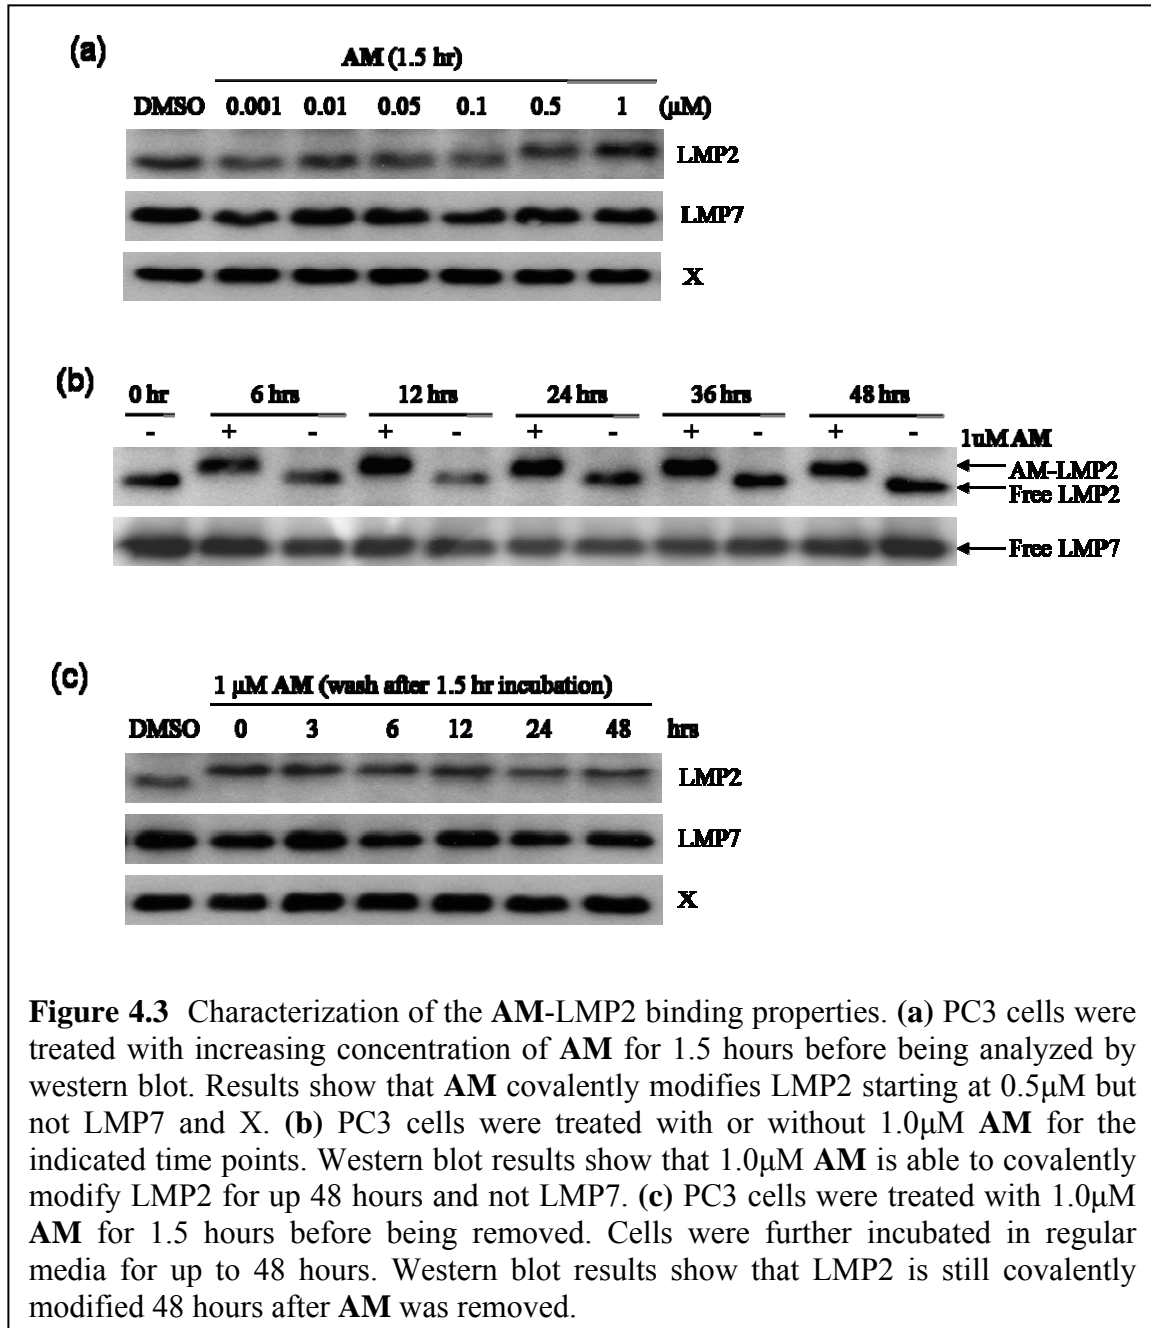 (a)
AM (1.5 hr)
DMSO 0.001 0.01 0.05 0.1 0.5 1 (μM)
LMP2
LMP7
X
(b)
0 hr 6 hrs 12 hrs 24 hrs 36 hrs 48 hrs
- + - + - + - + - + - 1uM AM
AM-LMP2
Free LMP2
Free LMP7
(c)
1 μM AM (wash after 1.5 hr incubation)
DMSO 0 3 6 12 24 48 hrs
LMP2
LMP7
X
Figure 4.3 Characterization of the AM-LMP2 binding properties. (a) PC3 cells were
treated with increasing concentration of AM for 1.5 hours before being analyzed by
western blot. Results show that AM covalently modifies LMP2 starting at 0.5μM but
not LMP7 and X. (b) PC3 cells were treated with or without 1.0μM AM for the
indicated time points. Western blot results show that 1.0μM AM is able to covalently
modify LMP2 for up 48 hours and not LMP7. (c) PC3 cells were treated with 1.0μM
AM for 1.5 hours before being removed. Cells were further incubated in regular
media for up to 48 hours. Western blot results show that LMP2 is still covalently
modified 48 hours after AM was removed.